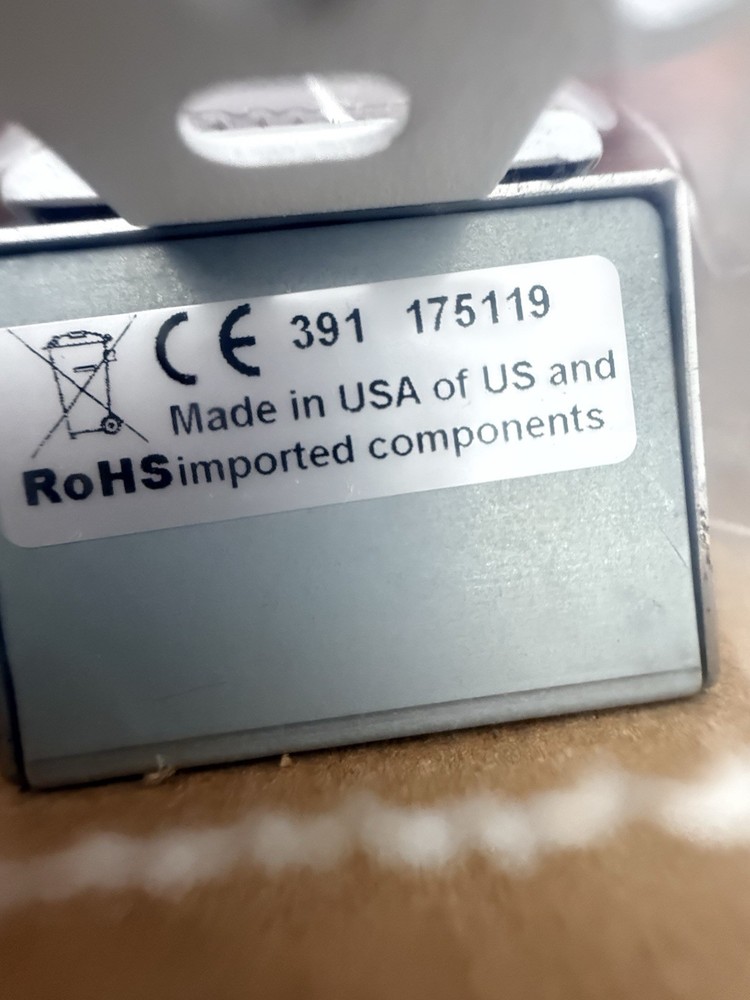 CE 391 175119
Made in USA of US and
RoHS imported components